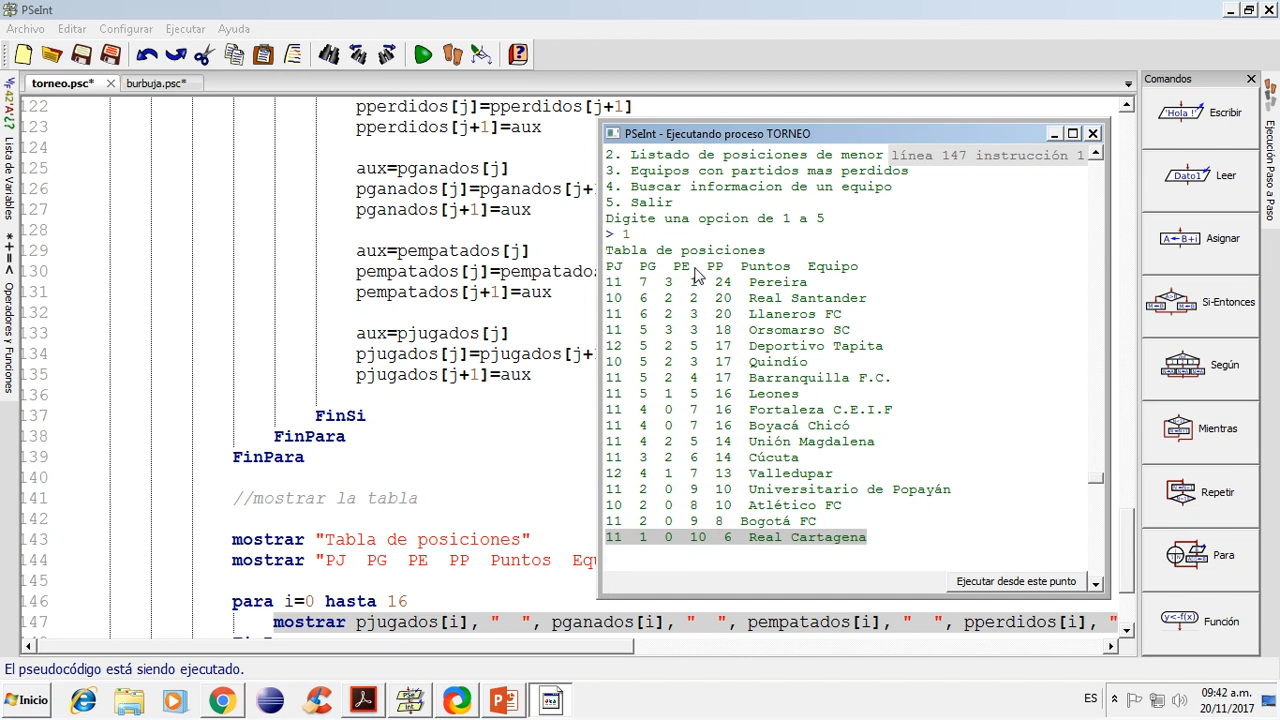 PSeInt
Archivo Editar Configurar Ejecutar Ayuda
torneo.psc* burbuja.psc*
Lista de Variables
Operadores y Funciones
122 pperdidos[j]=pperdidos[j+1]
123 pperdidos[j+1]=aux
124
125 aux=pganados[j]
126 pganados[j]=pganados[j+
127 pganados[j+1]=aux
128
129 aux=pempatados[j]
130 pempatados[j]=pempatados
131 pempatados[j+1]=aux
132
133 aux=pjugados[j]
134 pjugados[j]=pjugados[j+
135 pjugados[j+1]=aux
136
137 FinSi
138 FinPara
139 FinPara
140
141 //mostrar la tabla
142
143 mostrar "Tabla de posiciones"
144 mostrar "PJ PG PE PP Puntos Equ
145
146 para i=0 hasta 16
147 mostrar pjugados[i], " ", pganados[i], " ", pempatados[i], " ", pperdidos[i], "
PSeInt - Ejecutando proceso TORNEO
2. Listado de posiciones de menor línea 147 instrucción 1
3. Equipos con partidos mas perdidos
4. Buscar informacion de un equipo
5. Salir
Digite una opcion de 1 a 5
> 1
Tabla de posiciones
PJ PG PE PP Puntos Equipo
11 7 3 1 24 Pereira
10 6 2 2 20 Real Santander
11 6 2 3 20 Llaneros FC
11 5 3 3 18 Orsomarso SC
12 5 2 5 17 Deportivo Tapita
10 5 2 3 17 Quindío
11 5 2 4 17 Barranquilla F.C.
11 5 1 5 16 Leones
11 4 0 7 16 Fortaleza C.E.I.F
11 4 0 7 16 Boyacá Chicó
11 4 2 5 14 Unión Magdalena
11 3 2 6 14 Cúcuta
12 4 1 7 13 Valledupar
11 2 0 9 10 Universitario de Popayán
10 2 0 8 10 Atlético FC
11 2 0 9 8 Bogotá FC
11 1 0 10 6 Real Cartagena
Ejecutar desde este punto
Comandos
'Hola !' Escribir
'Dato1' Leer
A←B+i Asignar
Si-Entonces
Según
Mientras
Repetir
Para
y<-f(x) Función
Ejecución Paso a Paso
El pseudocódigo está siendo ejecutado.
Inicio
ES
09:42 a.m.
20/11/2017